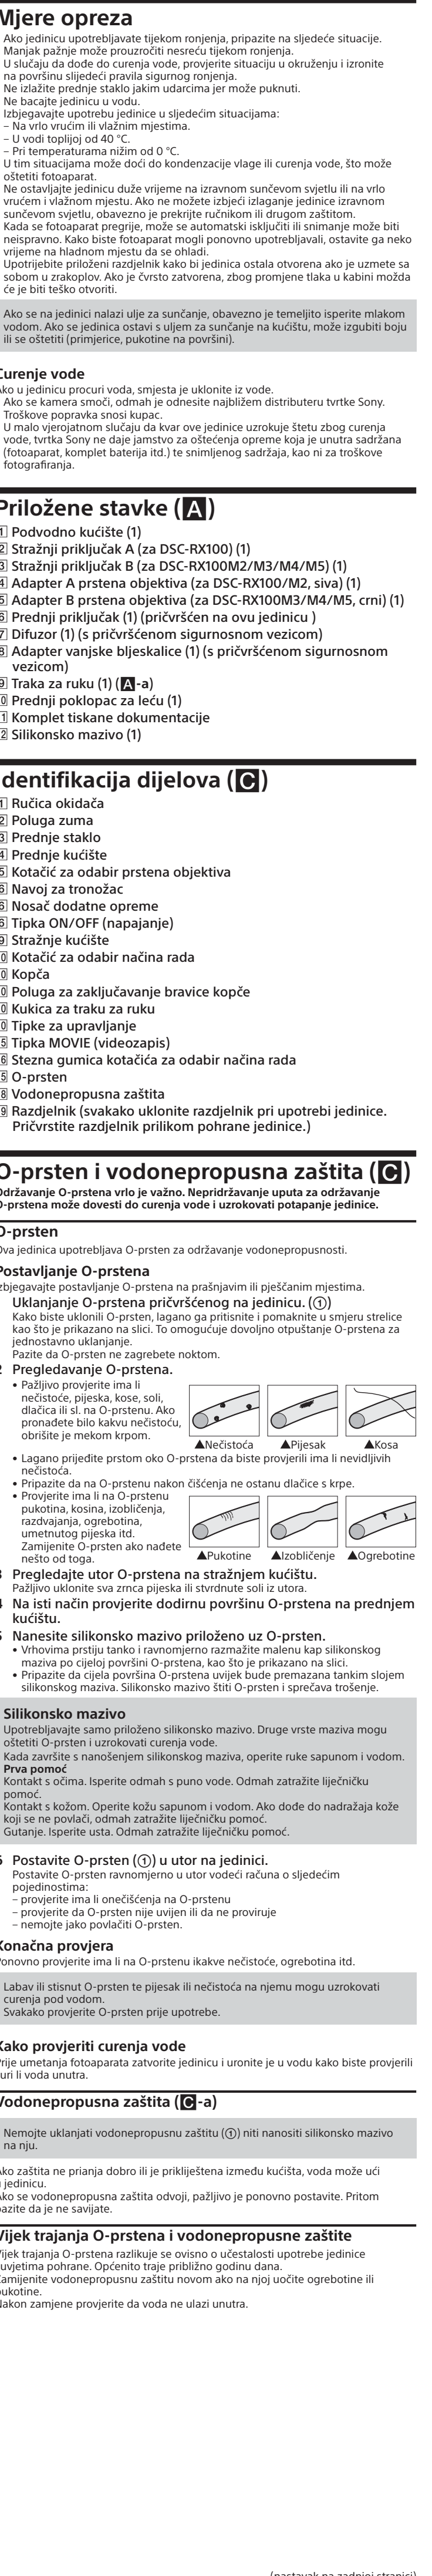 Mjere opreza
Ako jedinicu upotrebljavate tijekom ronjenja, pripazite na sljedeće situacije.
Manjak pažnje može prouzročiti nesreću tijekom ronjenja.
U slučaju da dođe do curenja vode, provjerite situaciju u okruženju i izronite
na površinu slijedeći pravila sigurnog ronjenja.
Ne izlažite prednje staklo jakim udarcima jer može puknuti.
Ne bacajte jedinicu u vodu.
Izbjegavajte upotrebu jedinice u sljedećim situacijama:
– Na vrlo vrućim ili vlažnim mjestima.
– U vodi toplijoj od 40 °C.
– Pri temperaturama nižim od 0 °C.
U tim situacijama može doći do kondenzacije vlage ili curenja vode, što može
oštetiti fotoaparat.
Ne ostavljajte jedinicu duže vrijeme na izravnom sunčevom svjetlu ili na vrlo
vrućem i vlažnom mjestu. Ako ne možete izbjeći izlaganje jedinice izravnom
sunčevom svjetlu, obavezno je prekrijte ručnikom ili drugom zaštitom.
Kada se fotoaparat pregrije, može se automatski isključiti ili snimanje može biti
neispravno. Kako biste fotoaparat mogli ponovno upotrebljavali, ostavite ga neko
vrijeme na hladnom mjestu da se ohladi.
Upotrijebite priloženi razdjelnik kako bi jedinica ostala otvorena ako je uzmete sa
sobom u zrakoplov. Ako je čvrsto zatvorena, zbog promjene tlaka u kabini možda
će je biti teško otvoriti.
Ako se na jedinici nalazi ulje za sunčanje, obavezno je temeljito isperite mlakom
vodom. Ako se jedinica ostavi s uljem za sunčanje na kućištu, može izgubiti boju
ili se oštetiti (primjerice, pukotine na površini).
Curenje vode
Ako u jedinicu procuri voda, smjesta je uklonite iz vode.
Ako se kamera smoči, odmah je odnesite najbližem distributeru tvrtke Sony.
Troškove popravka snosi kupac.
U malo vjerojatnom slučaju da kvar ove jedinice uzrokuje štetu zbog curenja
vode, tvrtka Sony ne daje jamstvo za oštećenja opreme koja je unutra sadržana
(fotoaparat, komplet baterija itd.) te snimljenog sadržaja, kao ni za troškove
fotografiranja.
Priložene stavke (A)
1 Podvodno kućište (1)
2 Stražnji priključak A (za DSC-RX100) (1)
3 Stražnji priključak B (za DSC-RX100M2/M3/M4/M5) (1)
4 Adapter A prstena objektiva (za DSC-RX100/M2, siva) (1)
5 Adapter B prstena objektiva (za DSC-RX100M3/M4/M5, crni) (1)
6 Prednji priključak (1) (pričvršćen na ovu jedinicu )
7 Difuzor (1) (s pričvršćenom sigurnosnom vezicom)
8 Adapter vanjske bljeskalice (1) (s pričvršćenom sigurnosnom
vezicom)
9 Traka za ruku (1) (A-a)
0 Prednji poklopac za leću (1)
1 Komplet tiskane dokumentacije
2 Silikonsko mazivo (1)
dentifikacija dijelova (C)
1 Ručica okidača
2 Poluga zuma
3 Prednje staklo
4 Prednje kućište
5 Kotačić za odabir prstena objektiva
6 Navoj za tronožac
6 Nosač dodatne opreme
6 Tipka ON/OFF (napajanje)
9 Stražnje kućište
0 Kotačić za odabir načina rada
0 Kopča
0 Poluga za zaključavanje bravice kopče
0 Kukica za traku za ruku
0 Tipke za upravljanje
5 Tipka MOVIE (videozapis)
6 Stezna gumica kotačića za odabir načina rada
5 O-prsten
8 Vodonepropusna zaštita
9 Razdjelnik (svakako uklonite razdjelnik pri upotrebi jedinice.
Pričvrstite razdjelnik prilikom pohrane jedinice.)
O-prsten i vodonepropusna zaštita (C)
Održavanje O-prstena vrlo je važno. Nepridržavanje uputa za održavanje
O-prstena može dovesti do curenja vode i uzrokovati potapanje jedinice.
O-prsten
Ova jedinica upotrebljava O-prsten za održavanje vodonepropusnosti.
Postavljanje O-prstena
Izbjegavajte postavljanje O-prstena na prašnjavim ili pješčanim mjestima.
Uklanjanje O-prstena pričvršćenog na jedinicu. (①)
Kako biste uklonili O-prsten, lagano ga pritisnite i pomaknite u smjeru strelice
kao što je prikazano na slici. To omogućuje dovoljno otpuštanje O-prstena za
jednostavno uklanjanje.
Pazite da O-prsten ne zagrebete noktom.
2 Pregledavanje O-prstena.
• Pažljivo provjerite ima li
nečistoće, pijeska, kose, soli,
dlačica ili sl. na O-prstenu. Ako
pronađete bilo kakvu nečistoću,
obrišite je mekom krpom.
▲Nečistoća ▲Pijesak ▲Kosa
• Lagano prijeđite prstom oko O-prstena da biste provjerili ima li nevidljivih
nečistoća.
• Pripazite da na O-prstenu nakon čišćenja ne ostanu dlačice s krpe.
• Provjerite ima li na O-prstenu
pukotina, kosina, izobličenja,
razdvajanja, ogrebotina,
umetnutog pijeska itd.
Zamijenite O-prsten ako nađete
nešto od toga.
▲Pukotine ▲Izobličenje ▲Ogrebotine
3 Pregledajte utor O-prstena na stražnjem kućištu.
Pažljivo uklonite sva zrnca pijeska ili stvrdnute soli iz utora.
4 Na isti način provjerite dodirnu površinu O-prstena na prednjem
kućištu.
5 Nanesite silikonsko mazivo priloženo uz O-prsten.
• Vrhovima prstiju tanko i ravnomjerno razmažite malenu kap silikonskog
maziva po cijeloj površini O-prstena, kao što je prikazano na slici.
• Pripazite da cijela površina O-prstena uvijek bude premazana tankim slojem
silikonskog maziva. Silikonsko mazivo štiti O-prsten i sprečava trošenje.
Silikonsko mazivo
Upotrebljavajte samo priloženo silikonsko mazivo. Druge vrste maziva mogu
oštetiti O-prsten i uzrokovati curenja vode.
Kada završite s nanošenjem silikonskog maziva, operite ruke sapunom i vodom.
Prva pomoć
Kontakt s očima. Isperite odmah s puno vode. Odmah zatražite liječničku
pomoć.
Kontakt s kožom. Operite kožu sapunom i vodom. Ako dođe do nadražaja kože
koji se ne povlači, odmah zatražite liječničku pomoć.
Gutanje. Isperite usta. Odmah zatražite liječničku pomoć.
6 Postavite O-prsten (①) u utor na jedinici.
Postavite O-prsten ravnomjerno u utor vodeći računa o sljedećim
pojedinostima:
– provjerite ima li onečišćenja na O-prstenu
– provjerite da O-prsten nije uvijen ili da ne proviruje
– nemojte jako povlačiti O-prsten.
Konačna provjera
Ponovno provjerite ima li na O-prstenu ikakve nečistoće, ogrebotina itd.
Labav ili stisnut O-prsten te pijesak ili nečistoća na njemu mogu uzrokovati
curenja pod vodom.
Svakako provjerite O-prsten prije upotrebe.
Kako provjeriti curenja vode
Prije umetanja fotoaparata zatvorite jedinicu i uronite je u vodu kako biste provjerili
curi li voda unutra.
Vodonepropusna zaštita (C-a)
Nemojte uklanjati vodonepropusnu zaštitu (①) niti nanositi silikonsko mazivo
na nju.
Ako zaštita ne prianja dobro ili je prikliještena između kućišta, voda može ući
u jedinicu.
Ako se vodonepropusna zaštita odvoji, pažljivo je ponovno postavite. Pritom
pazite da je ne savijate.
Vijek trajanja O-prstena i vodonepropusne zaštite
Vijek trajanja O-prstena razlikuje se ovisno o učestalosti upotrebe jedinice
i uvjetima pohrane. Općenito traje približno godinu dana.
Zamijenite vodonepropusnu zaštitu novom ako na njoj uočite ogrebotine ili
pukotine.
Nakon zamjene provjerite da voda ne ulazi unutra.
(nastavak na zadnjoj stranici)